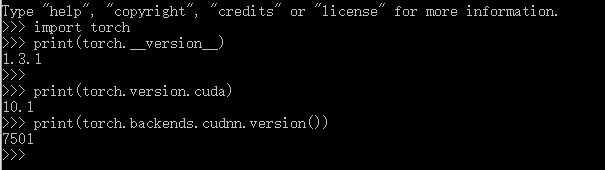 Type "help", "copyright", "credits" or "license" for more information.
>>> import torch
>>> print(torch.__version__)
1.3.1
>>>
>>> print(torch.version.cuda)
10.1
>>> print(torch.backends.cudnn.version())
7501
>>>